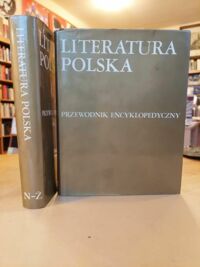 LITERATURA POLSKA
N-Ż
LITERATURA
POLSKA
PRZEWODNIK ENCYKLOPEDYCZNY